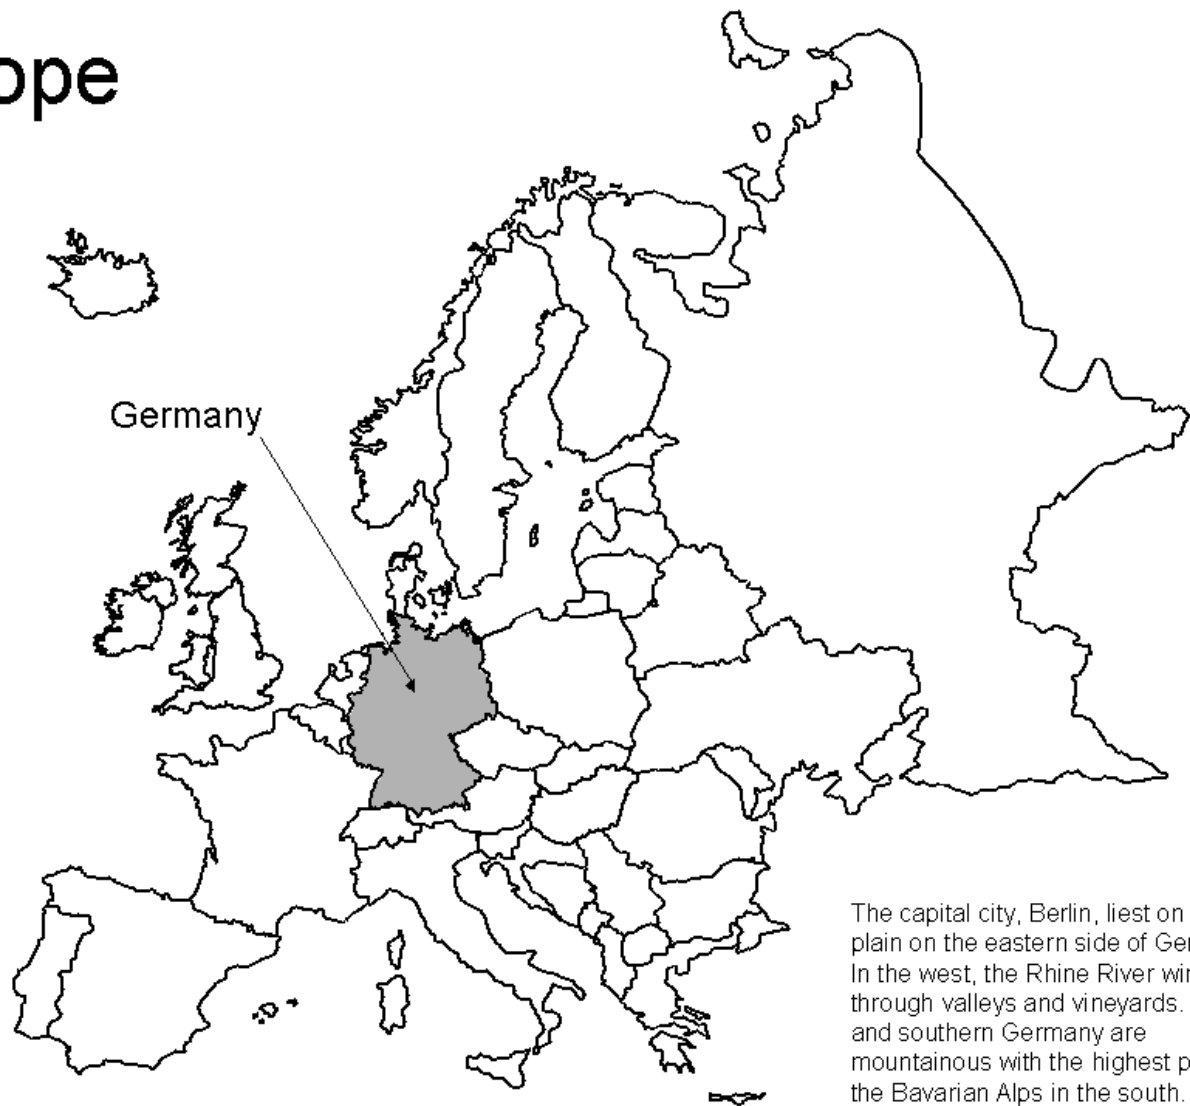 ope
Germany
The capital city, Berlin, liest on
plain on the eastern side of Ger
In the west, the Rhine River wi
through valleys and vineyards.
and southern Germany are
mountainous with the highest p
the Bavarian Alps in the south.